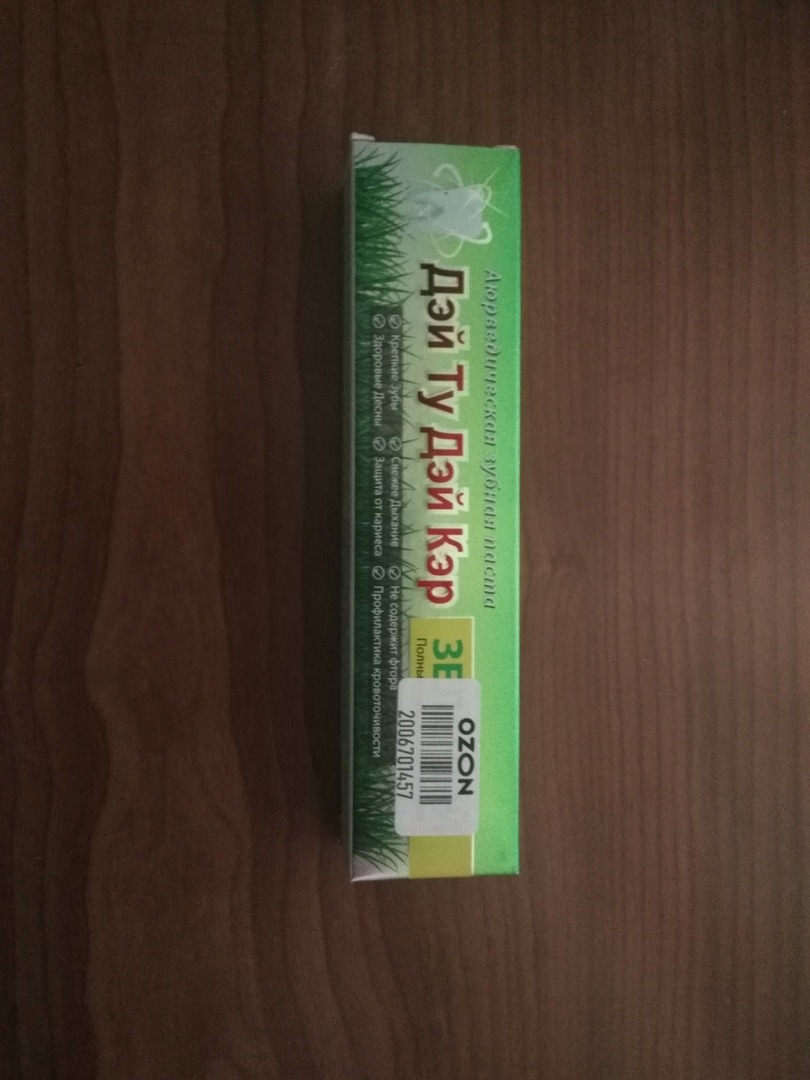 Аюрведическая зубная паста
Дэй Ту Дэй Кэр
Крепкие Зубы Свежее Дыхание Не содержит фтора
Здоровые Десны Защита от кариеса Профилактика кровоточивости
OZON
2006701457